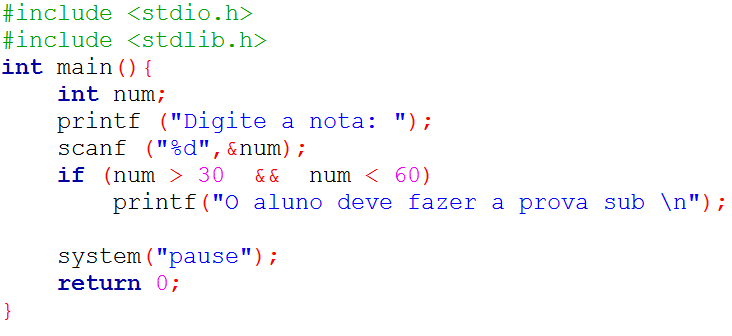 #include <stdio.h>
#include <stdlib.h>
int main(){
    int num;
    printf ("Digite a nota: ");
    scanf ("%d",&num);
    if (num > 30  &&  num < 60)
        printf("O aluno deve fazer a prova sub \n");

    system("pause");
    return 0;
}